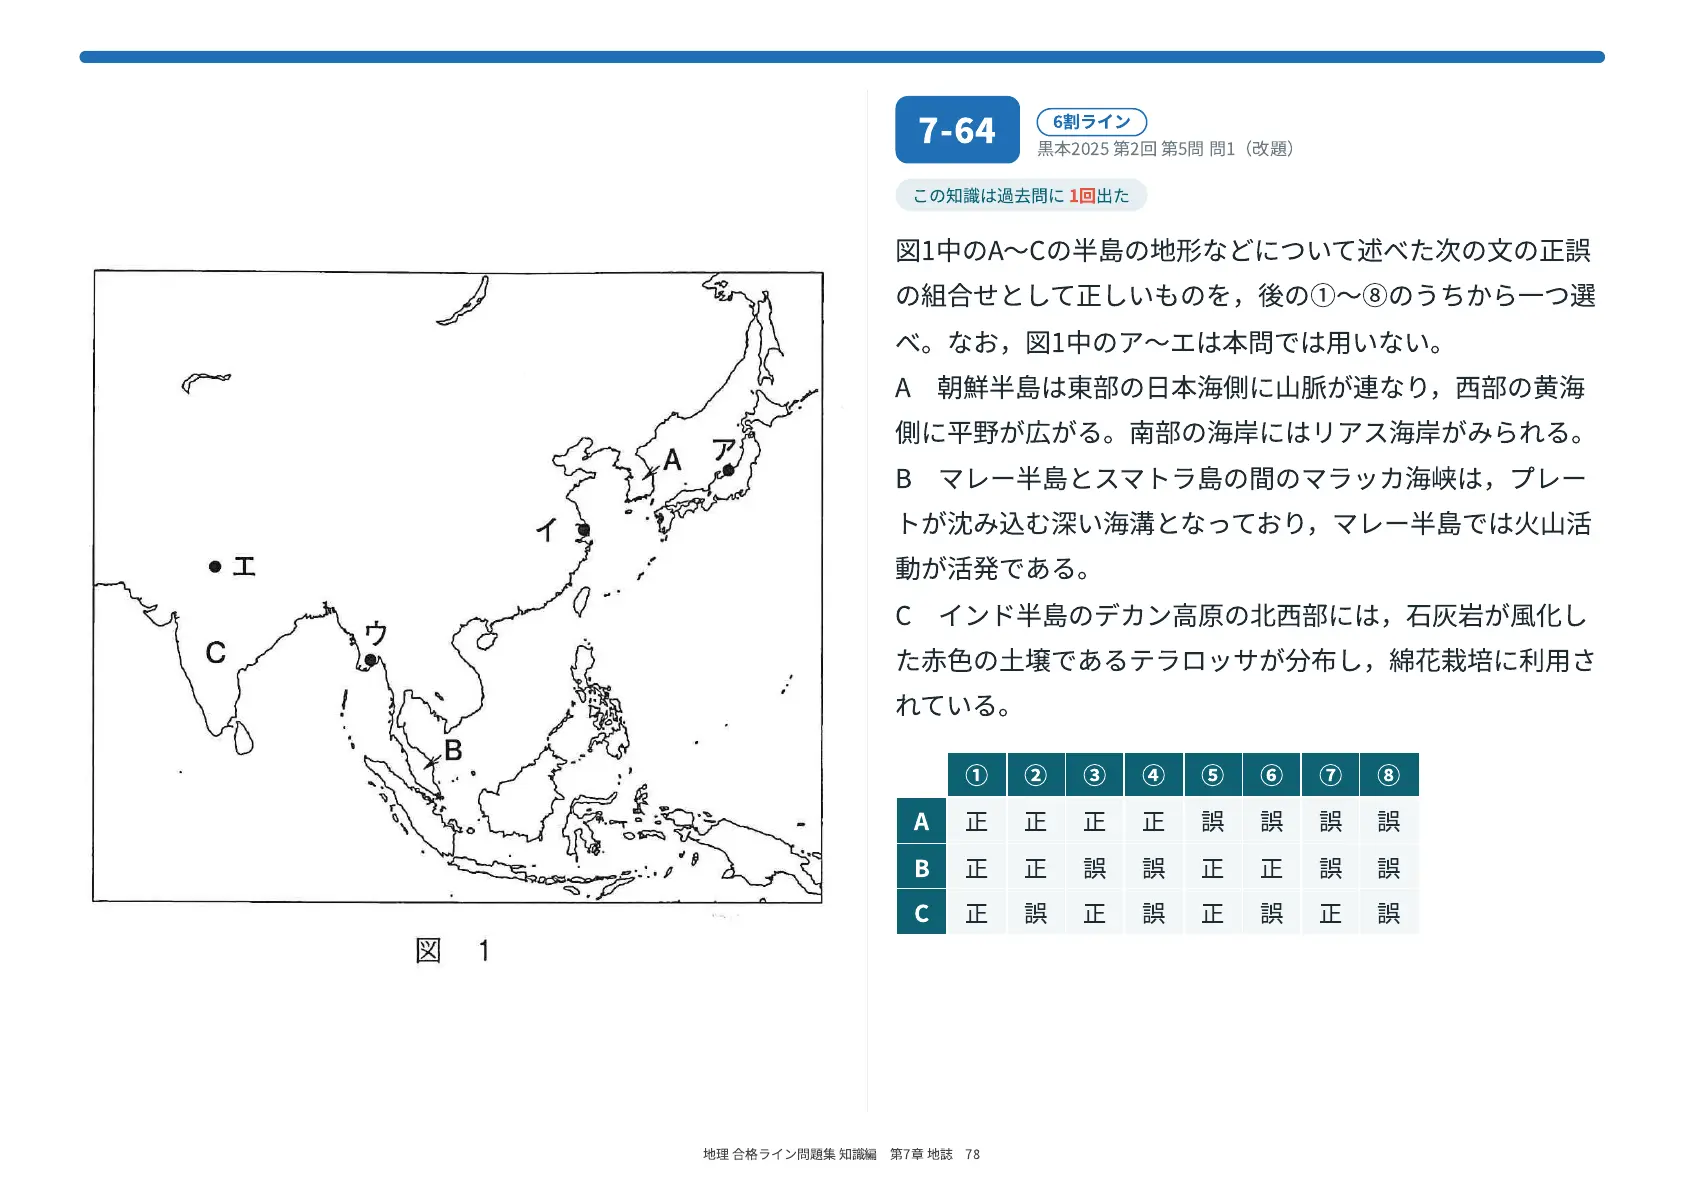 7-64
6割ライン
黒本2025 第2回 第5問 問1（改題）
この知識は過去問に 1回出た
図1中のA～Cの半島の地形などについて述べた次の文の正誤
の組合せとして正しいものを，後の①～⑧のうちから一つ選
べ。なお，図1中のア～エは本問では用いない。
A　朝鮮半島は東部の日本海側に山脈が連なり，西部の黄海
側に平野が広がる。南部の海岸にはリアス海岸がみられる。
B　マレー半島とスマトラ島の間のマラッカ海峡は，プレー
トが沈み込む深い海溝となっており，マレー半島では火山活
動が活発である。
C　インド半島のデカン高原の北西部には，石灰岩が風化し
た赤色の土壌であるテラロッサが分布し，綿花栽培に利用さ
れている。
① ② ③ ④ ⑤ ⑥ ⑦ ⑧
A 正 正 正 正 誤 誤 誤 誤
B 正 正 誤 誤 正 正 誤 誤
C 正 誤 正 誤 正 誤 正 誤
ア
A
イ
エ
ウ
C
B
図 1
地理 合格ライン問題集 知識編　第7章 地誌　78